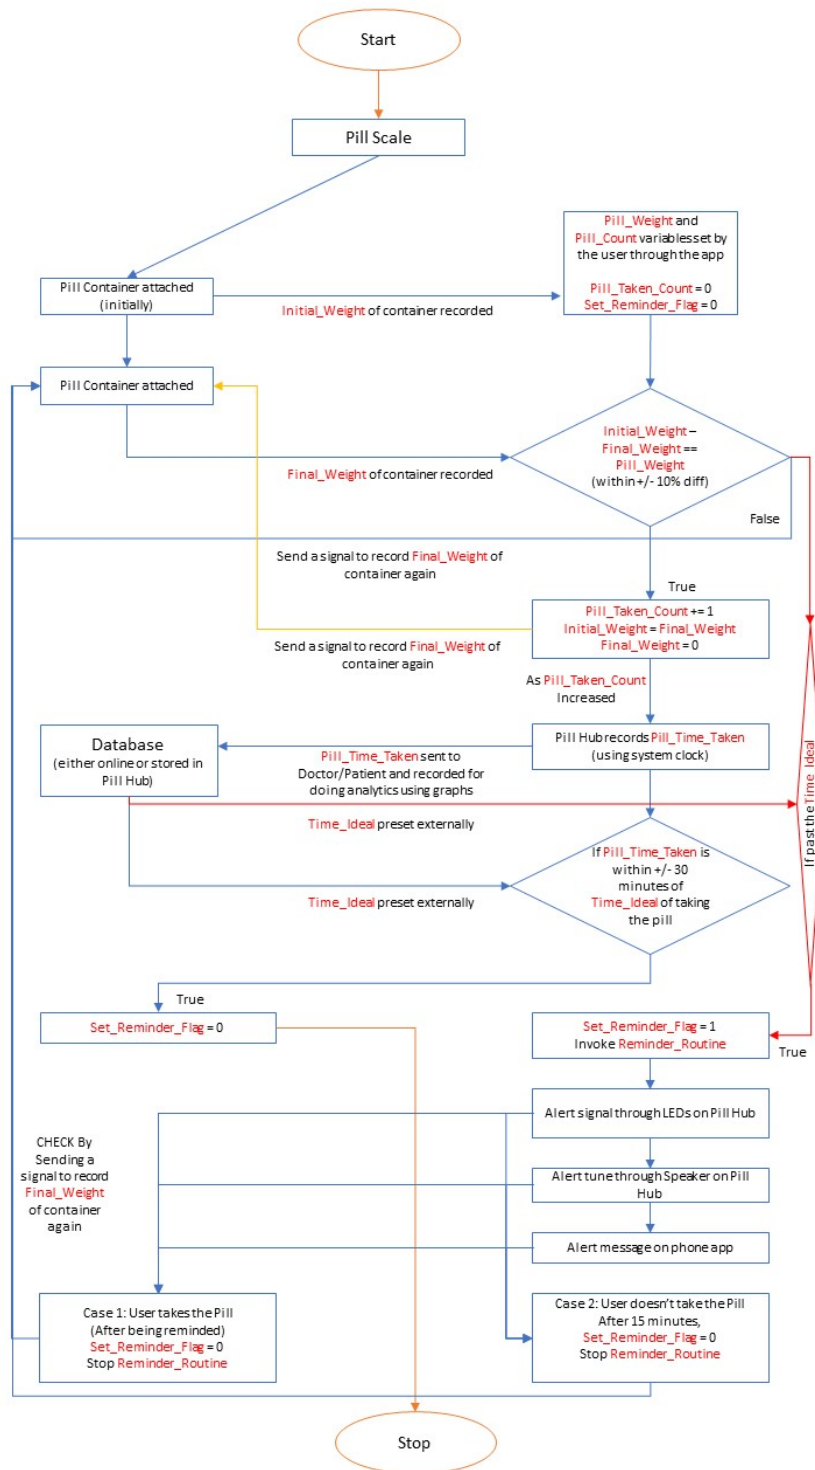 Start
Pill Scale
Pill_Weight and
Pill_Count variables set by
the user through the app
Pill_Taken_Count = 0
Set_Reminder_Flag = 0
Pill Container attached
(initially)
Initial_Weight of container recorded
Pill Container attached
Initial_Weight –
Final_Weight ==
Pill_Weight
(within +/- 10% diff)
Final_Weight of container recorded
False
Send a signal to record Final_Weight of
container again
True
Pill_Taken_Count += 1
Initial_Weight = Final_Weight
Final_Weight = 0
Send a signal to record Final_Weight of
container again
As Pill_Taken_Count
Increased
Database
(either online or stored in
Pill Hub)
Pill Hub records Pill_Time_Taken
(using system clock)
Pill_Time_Taken sent to
Doctor/Patient and recorded for
doing analytics using graphs
If past the Time_Ideal
Time_Ideal preset externally
If Pill_Time_Taken is
within +/- 30
minutes of
Time_Ideal of taking
the pill
Time_Ideal preset externally
True
Set_Reminder_Flag = 0
Set_Reminder_Flag = 1
Invoke Reminder_Routine
True
Alert signal through LEDs on Pill Hub
CHECK By
Sending a
signal to record
Final_Weight
of container
again
Alert tune through Speaker on Pill
Hub
Alert message on phone app
Case 1: User takes the Pill
(After being reminded)
Set_Reminder_Flag = 0
Stop Reminder_Routine
Case 2: User doesn't take the Pill
After 15 minutes,
Set_Reminder_Flag = 0
Stop Reminder_Routine
Stop